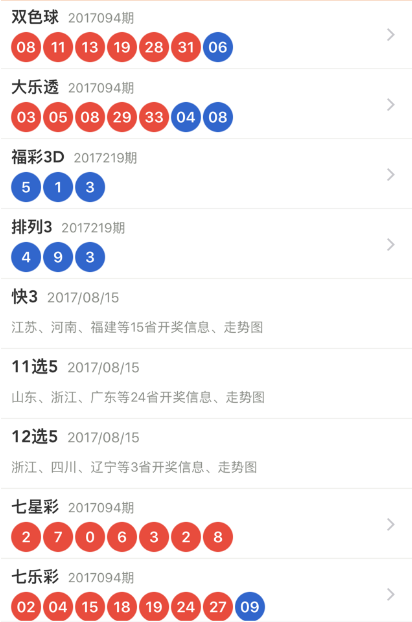 双色球 2017094期
08 11 13 19 28 31 06
大乐透 2017094期
03 05 08 29 33 04 08
福彩3D 2017219期
5 1 3
排列3 2017219期
4 9 3
快3 2017/08/15
江苏、河南、福建等15省开奖信息、走势图
11选5 2017/08/15
山东、浙江、广东等24省开奖信息、走势图
12选5 2017/08/15
浙江、四川、辽宁等3省开奖信息、走势图
七星彩 2017094期
2 7 0 6 3 2 8
七乐彩 2017094期
02 04 15 18 19 24 27 09